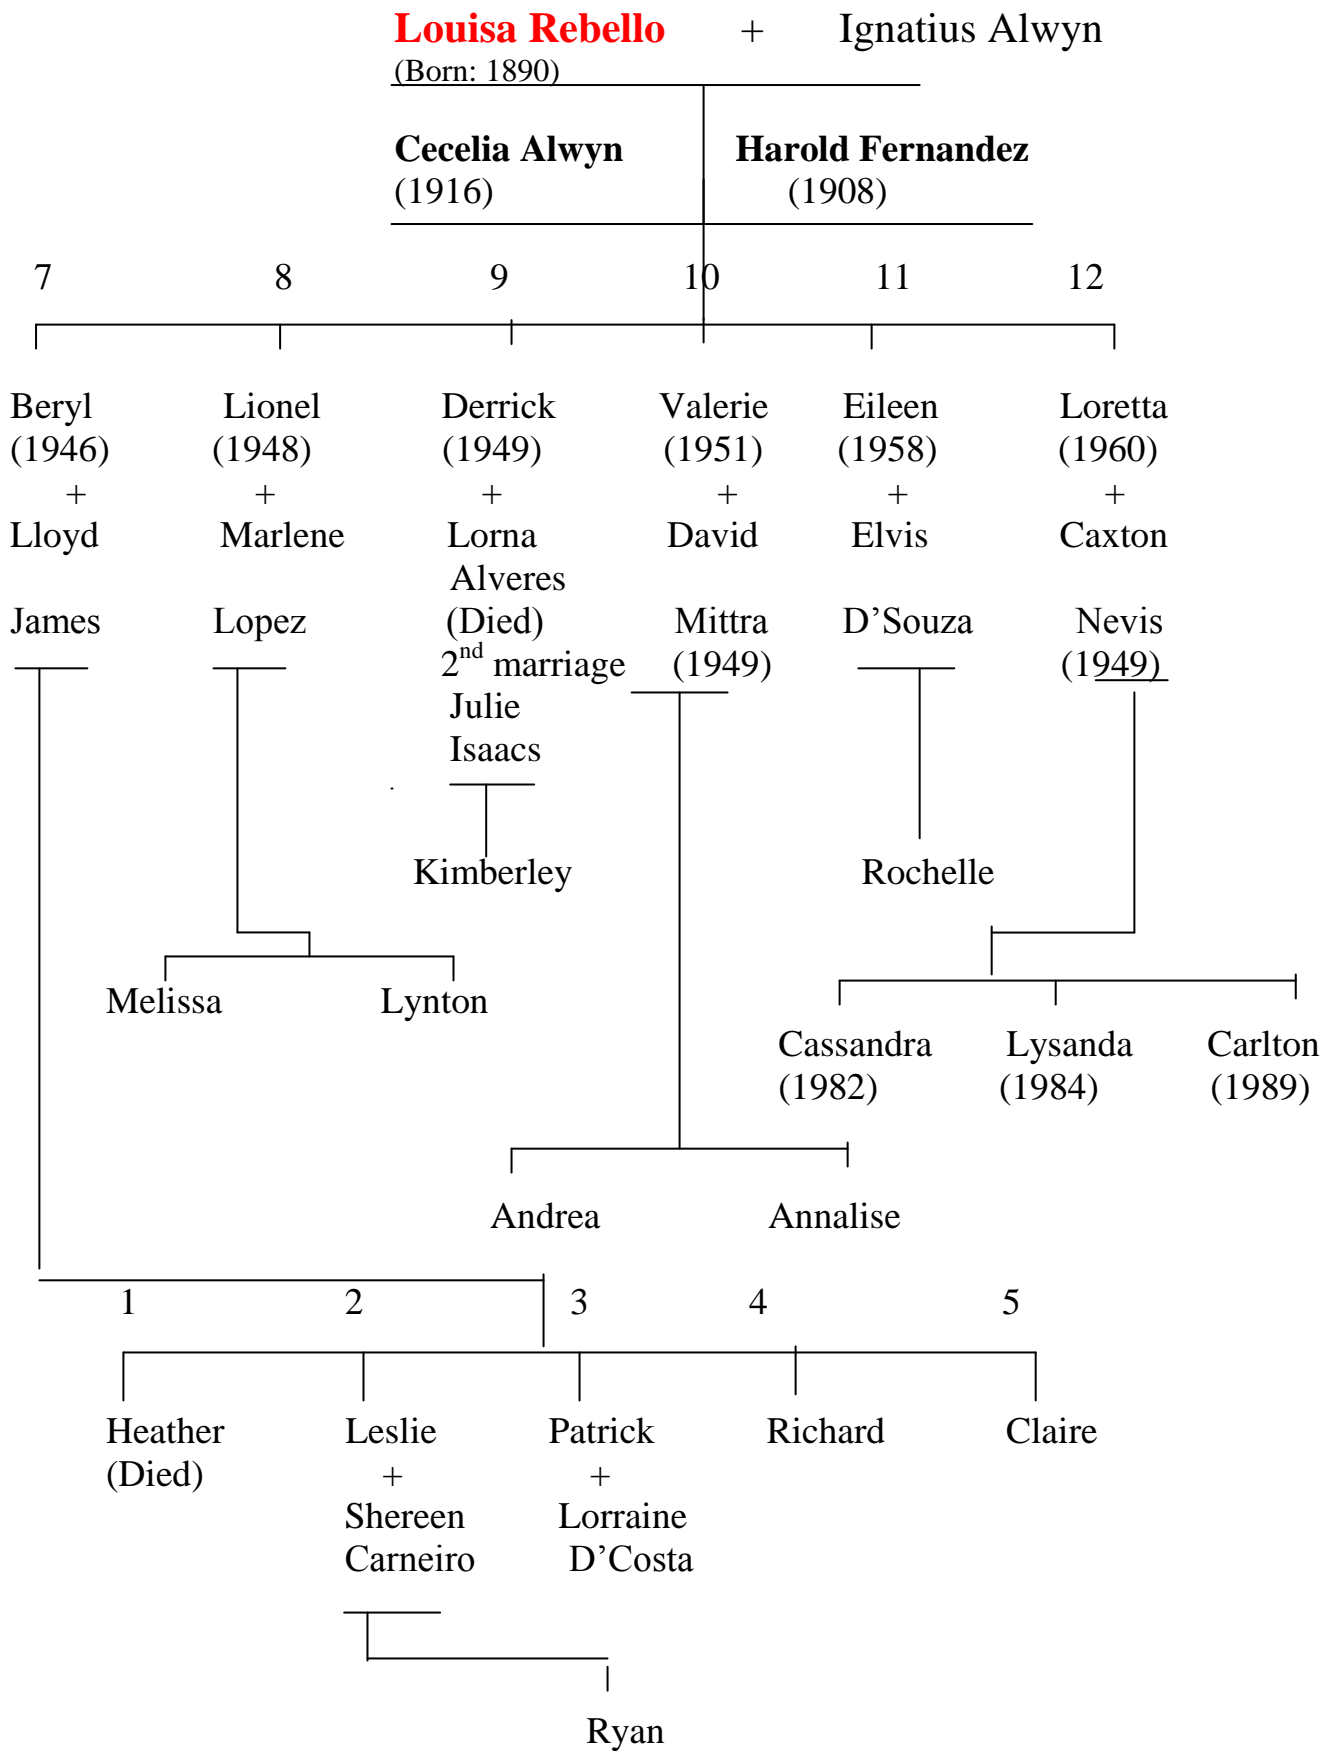 Louisa Rebello + Ignatius Alwyn
(Born: 1890)
Cecelia Alwyn Harold Fernandez
(1916) (1908)
7 8 9 10 11 12
Beryl Lionel Derrick Valerie Eileen Loretta
(1946) (1948) (1949) (1951) (1958) (1960)
+ + + + + +
Lloyd Marlene Lorna David Elvis Caxton
Alveres
James Lopez (Died) Mittra D’Souza Nevis
2nd marriage (1949) (1949)
Julie
Isaacs
Kimberley Rochelle
Melissa Lynton
Cassandra Lysanda Carlton
(1982) (1984) (1989)
Andrea Annalise
1 2 3 4 5
Heather Leslie Patrick Richard Claire
(Died) + +
Shereen Lorraine
Carneiro D’Costa
Ryan